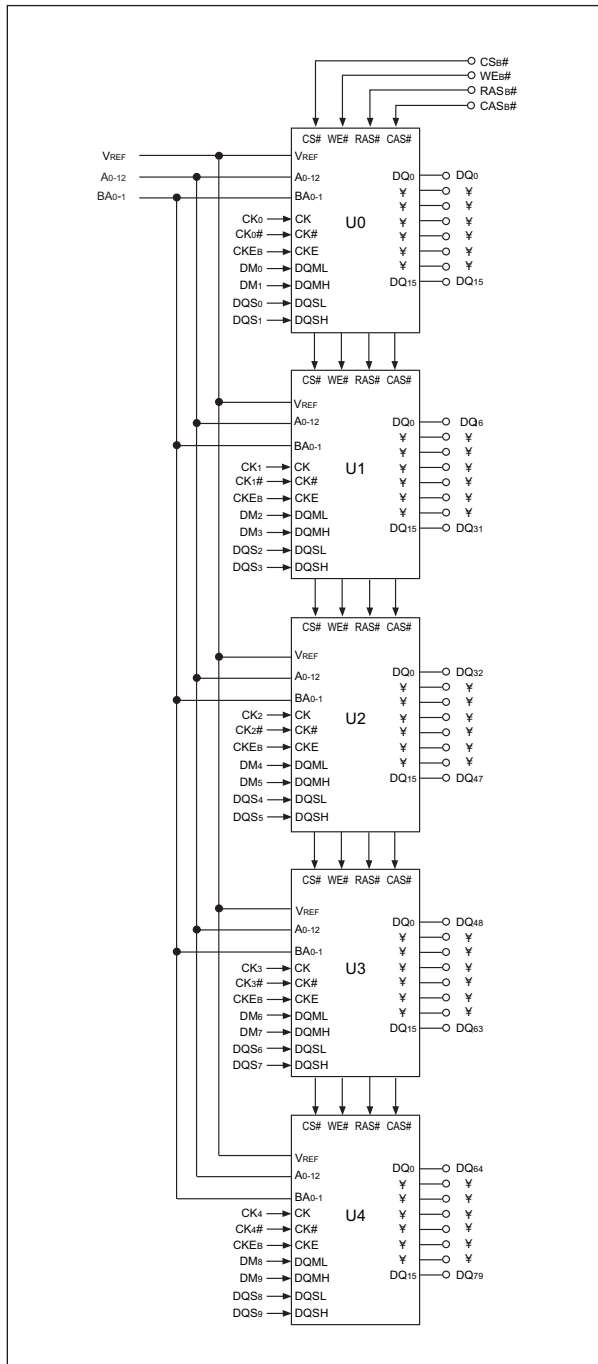 CSB#
WEB#
RASB#
CASB#
CS# WE# RAS# CAS#
VREF VREF
A0-12 A0-12
BA0-1 BA0-1
U0
DQ0 DQ0
¥ ¥
¥ ¥
¥ ¥
¥ ¥
¥ ¥
¥ ¥
DQ15 DQ15
CK0 CK
CK0# CK#
CKEB CKE
DM0 DQML
DM1 DQMH
DQS0 DQSL
DQS1 DQSH
CS# WE# RAS# CAS#
VREF
A0-12
BA0-1
U1
DQ0 DQ16
¥ ¥
¥ ¥
¥ ¥
¥ ¥
¥ ¥
¥ ¥
DQ15 DQ31
CK1 CK
CK1# CK#
CKEB CKE
DM2 DQML
DM3 DQMH
DQS2 DQSL
DQS3 DQSH
CS# WE# RAS# CAS#
VREF
A0-12
BA0-1
U2
DQ0 DQ32
¥ ¥
¥ ¥
¥ ¥
¥ ¥
¥ ¥
¥ ¥
DQ15 DQ47
CK2 CK
CK2# CK#
CKEB CKE
DM4 DQML
DM5 DQMH
DQS4 DQSL
DQS5 DQSH
CS# WE# RAS# CAS#
VREF
A0-12
BA0-1
U3
DQ0 DQ48
¥ ¥
¥ ¥
¥ ¥
¥ ¥
¥ ¥
¥ ¥
DQ15 DQ63
CK3 CK
CK3# CK#
CKEB CKE
DM6 DQML
DM7 DQMH
DQS6 DQSL
DQS7 DQSH
CS# WE# RAS# CAS#
VREF
A0-12
BA0-1
U4
DQ0 DQ64
¥ ¥
¥ ¥
¥ ¥
¥ ¥
¥ ¥
¥ ¥
DQ15 DQ79
CK4 CK
CK4# CK#
CKEB CKE
DM8 DQML
DM9 DQMH
DQS8 DQSL
DQS9 DQSH